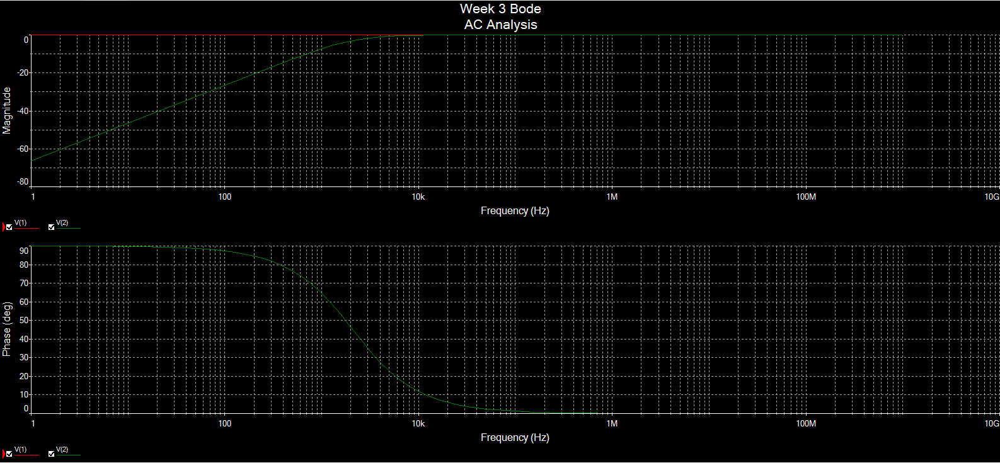 Week 3 Bode
AC Analysis
Magnitude
0
-20
-40
-60
-80
1 100 10k 1M 100M 10G
Frequency (Hz)
V(1) V(2)
Phase (deg)
90
80
70
60
50
40
30
20
10
0
1 100 10k 1M 100M 10G
Frequency (Hz)
V(1) V(2)